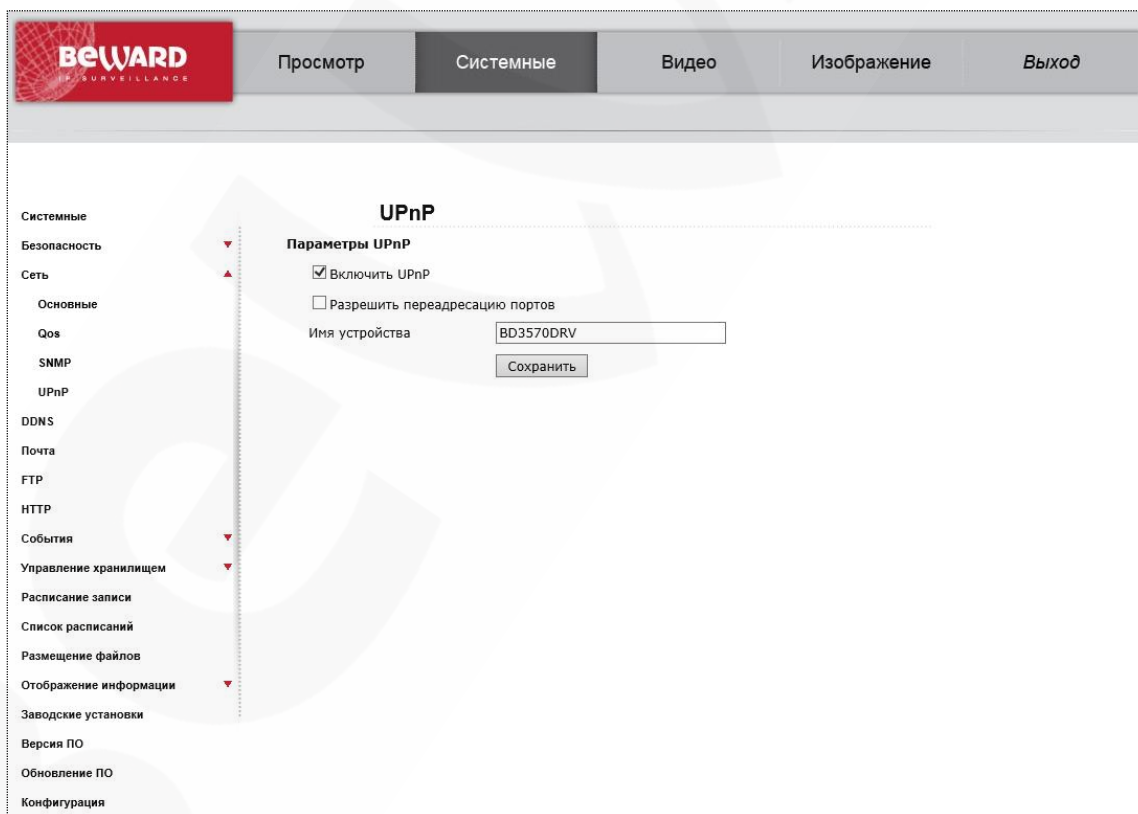 BEWARD
IP SURVEILLANCE
Просмотр
Системные
Видео
Изображение
Выход
Системные
Безопасность
Сеть
Основные
Qos
SNMP
UPnP
DDNS
Почта
FTP
HTTP
События
Управление хранилищем
Расписание записи
Список расписаний
Размещение файлов
Отображение информации
Заводские установки
Версия ПО
Обновление ПО
Конфигурация
UPnP
Параметры UPnP
Включить UPnP
Разрешить переадресацию портов
Имя устройства BD3570DRV
Сохранить